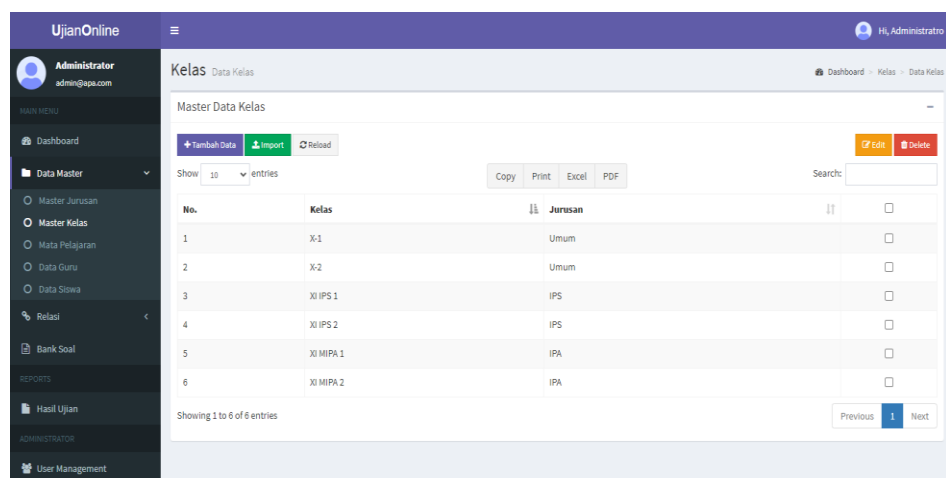 UjianOnline
Hi, Administratro
Administrator
admin@apa.com
MAIN MENU
Dashboard
Data Master
Master Jurusan
Master Kelas
Mata Pelajaran
Data Guru
Data Siswa
Relasi
Bank Soal
REPORTS
Hasil Ujian
ADMINISTRATOR
User Management
Kelas Data Kelas
Dashboard > Kelas > Data Kelas
Master Data Kelas
+Tambah Data Import Reload
Edit Delete
Show 10 entries
Copy Print Excel PDF
Search:
No. Kelas Jurusan
1 X-1 Umum
2 X-2 Umum
3 XI IPS 1 IPS
4 XI IPS 2 IPS
5 XI MIPA 1 IPA
6 XI MIPA 2 IPA
Showing 1 to 6 of 6 entries
Previous 1 Next